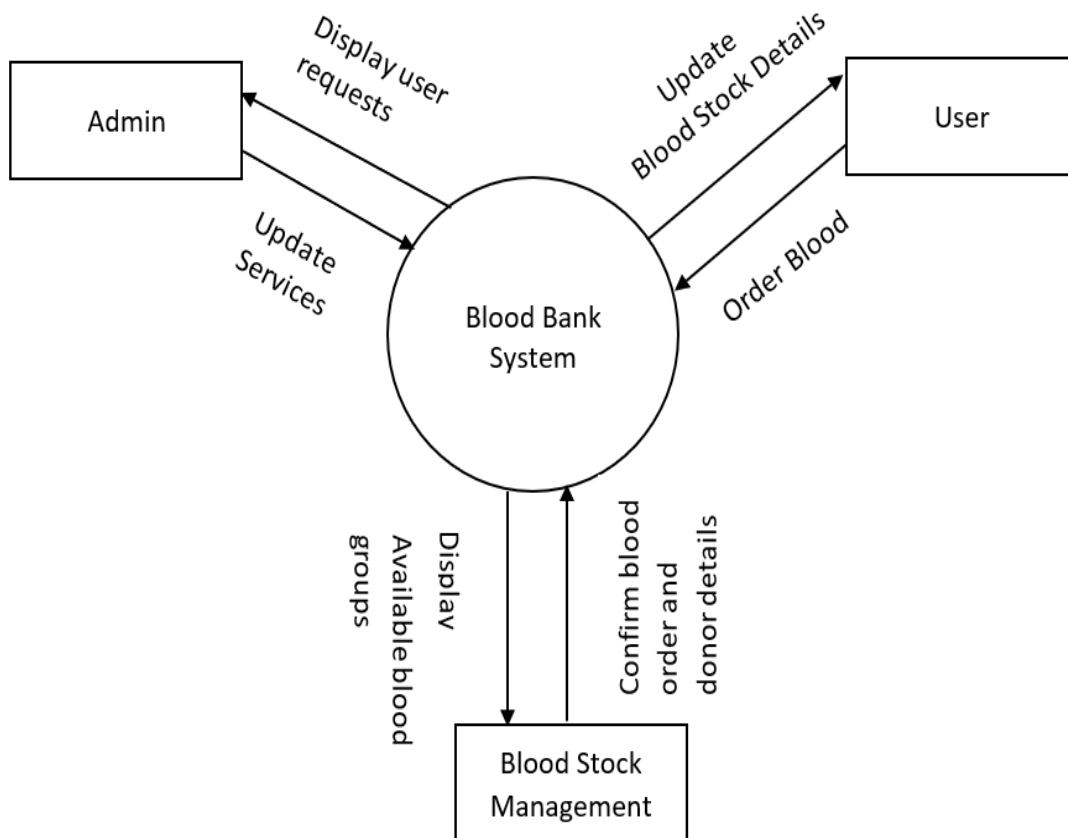 Display user
requests
Update
Blood Stock Details
Admin
User
Update
Services
Order Blood
Blood Bank
System
Display
Available blood
groups
Confirm blood
order and
donor details
Blood Stock
Management